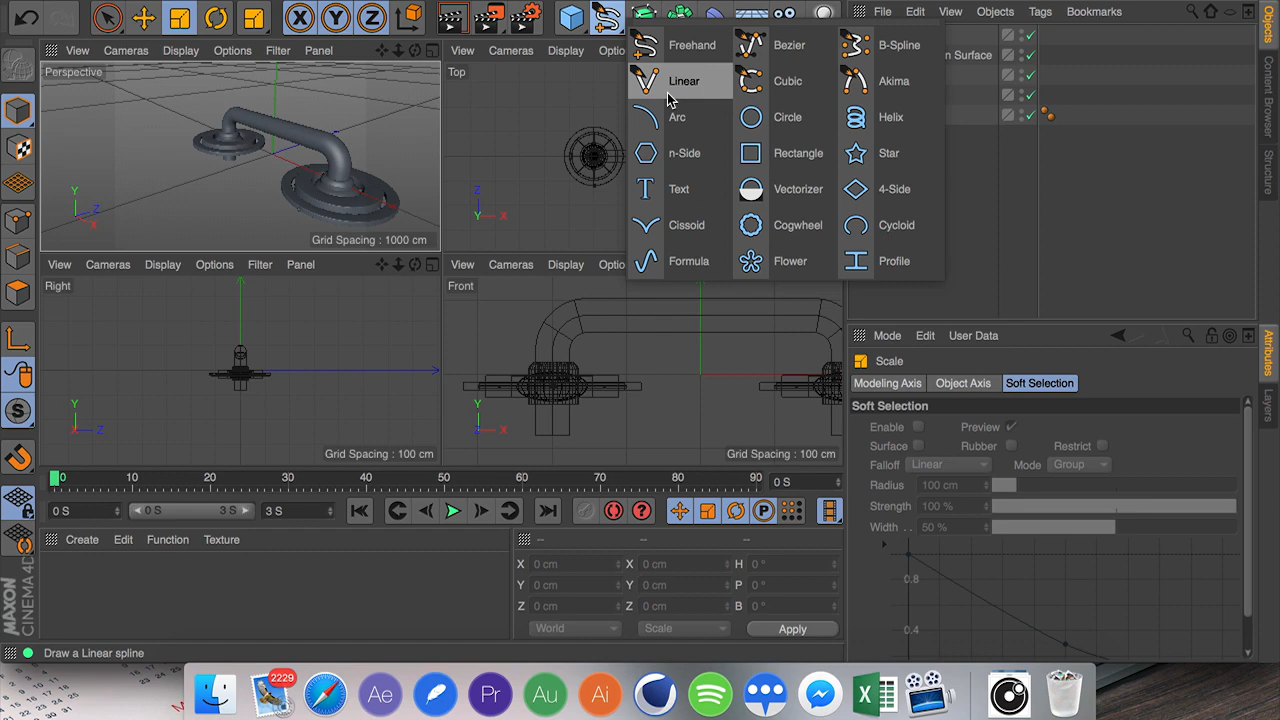 File Edit View Objects Tags Bookmarks
View Cameras Display Options Filter Panel
View Cameras Display Optio
Perspective
Top
Freehand Bezier B-Spline
Linear Cubic Akima
Arc Circle Helix
n-Side Rectangle Star
Text Vectorizer 4-Side
Cissoid Cogwheel Cycloid
Formula Flower Profile
n Surface
Objects
Content Browser
Structure
Y
Z
X
Grid Spacing : 1000 cm
Z
Y X
View Cameras Display Options Filter Panel
View Cameras Display Optio
Right
Front
Y
X Z
Grid Spacing : 100 cm
Y
Z X
Grid Spacing : 100 cm
Mode Edit User Data
Scale
Modeling Axis Object Axis Soft Selection
Soft Selection
Enable Preview
Surface Rubber Restrict
Falloff Linear Mode Group
Radius 100 cm
Strength 100 %
Width . . 50 %
0.8
0.4
Attributes
Layers
0 10 20 30 40 50 60 70 80 90 0 S
0 S 0 S 3 S 3 S
Create Edit Function Texture
-- -- --
X 0 cm X 0 cm H 0 °
Y 0 cm Y 0 cm P 0 °
Z 0 cm Z 0 cm B 0 °
World Scale Apply
MAXON
CINEMA 4D
Draw a Linear spline
2229
Ae Pr Au Ai